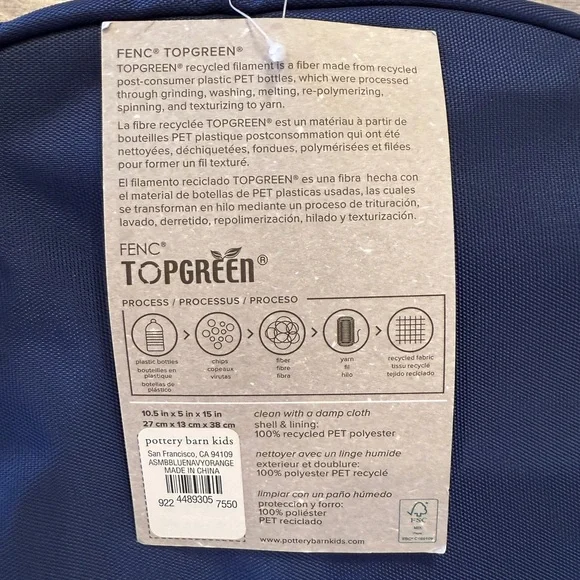 FENC® TOPGREEN®
TOPGREEN® recycled filament is a fiber made from recycled
post-consumer plastic PET bottles, which were processed
through grinding, washing, melting, re-polymerizing,
spinning, and texturizing to yarn.
La fibre recyclée TOPGREEN® est un matériau à partir de
bouteilles PET plastique postconsommation qui ont été
nettoyées, déchiquetées, fondues, polymérisées et filées
pour former un fil texturé.
El filamento reciclado TOPGREEN® es una fibra hecha con
el material de botellas de PET plasticas usadas, las cuales
se transforman en hilo mediante un proceso de trituración,
lavado, derretido, repolimerización, hilado y texturización.
FENC®
TOPGREEN®
PROCESS / PROCESSUS / PROCESO
plastic bottles
bouteilles en
plastique
botellas de
plástico
chips
copeaux
virutas
fiber
fibre
fibra
yarn
fil
hilo
recycled fabric
tissu recyclé
tejido reciclado
10.5 in x 5 in x 15 in
27 cm x 13 cm x 38 cm
pottery barn kids
San Francisco, CA 94109
ASMBBLUENAVYORANGE
MADE IN CHINA
922 4489305 7550
clean with a damp cloth
shell & lining:
100% recycled PET polyester
nettoyer avec un linge humide
exterieur et doublure:
100% polyester PET recyclé
limpiar con un paño húmedo
protección y forro:
100% poliéster
PET reciclado
www.potterybarnkids.com
FSC